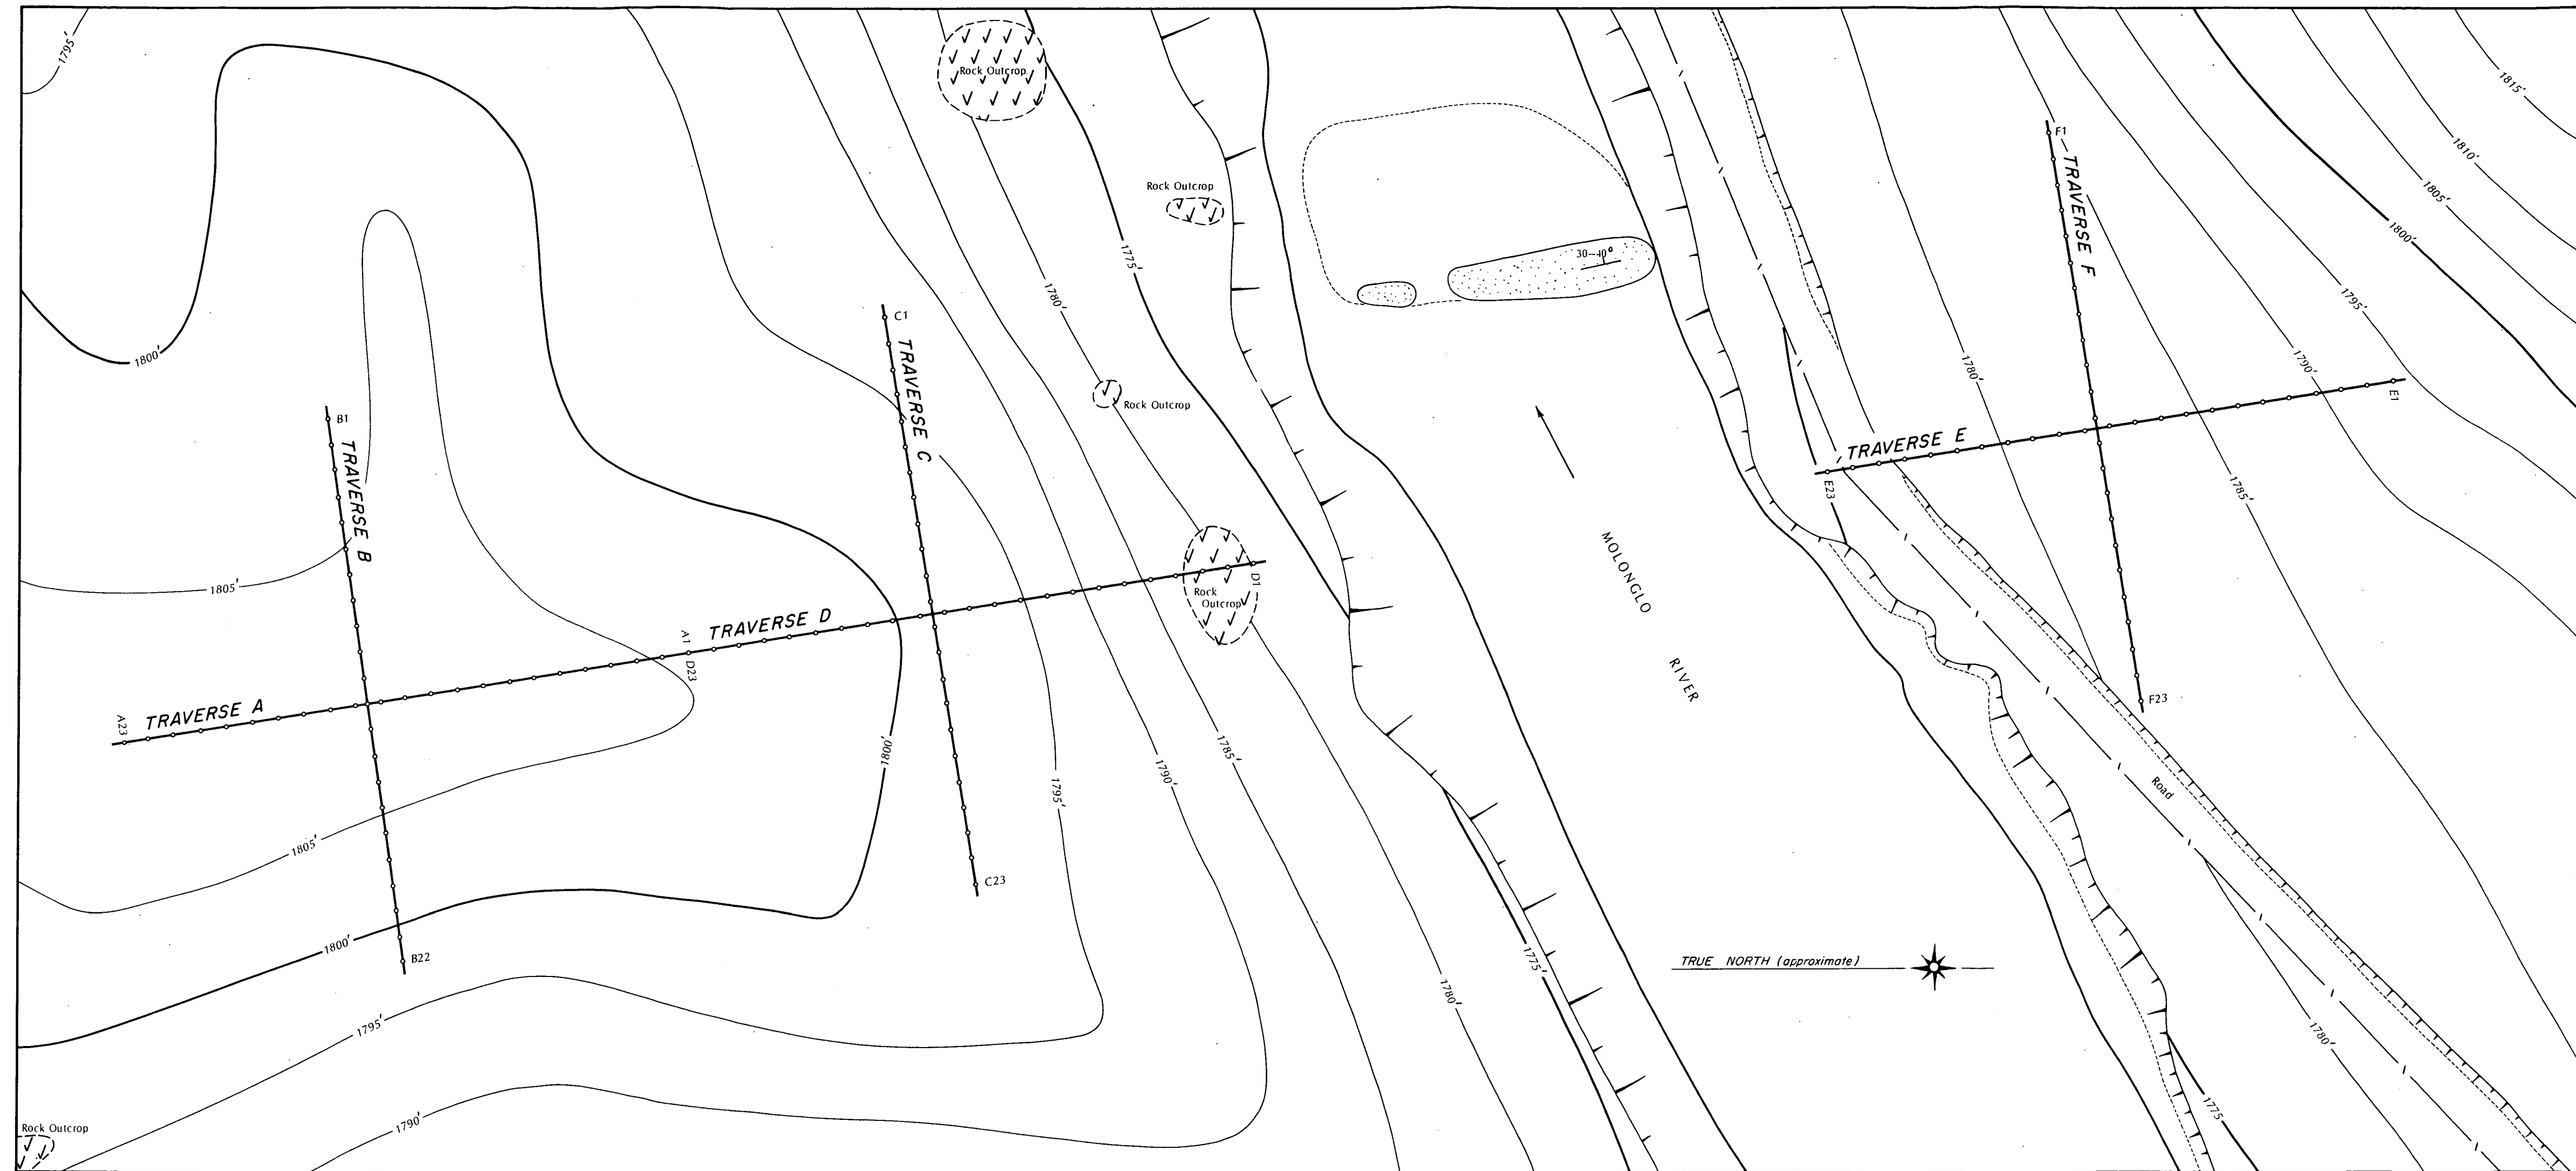 1795'
Rock Outcrop
1815'
F1
TRAVERSE F
1810'
Rock Outcrop
1805'
1800'
1775'
30–40°
1780'
1795'
C1
TRAVERSE C
1800'
1780'
1790'
E1
Rock Outcrop
B1
TRAVERSE B
TRAVERSE E
E23
1785'
MOLONGLO
RIVER
1805'
D1
Rock
Outcrop
TRAVERSE D
A1
D23
F23
TRAVERSE A
A23
1800'
1785'
1790'
1795'
Road
1805'
C23
1800'
B22
1775'
TRUE NORTH (approximate)
1780'
1795'
1780'
1790'
1775'
Rock Outcrop